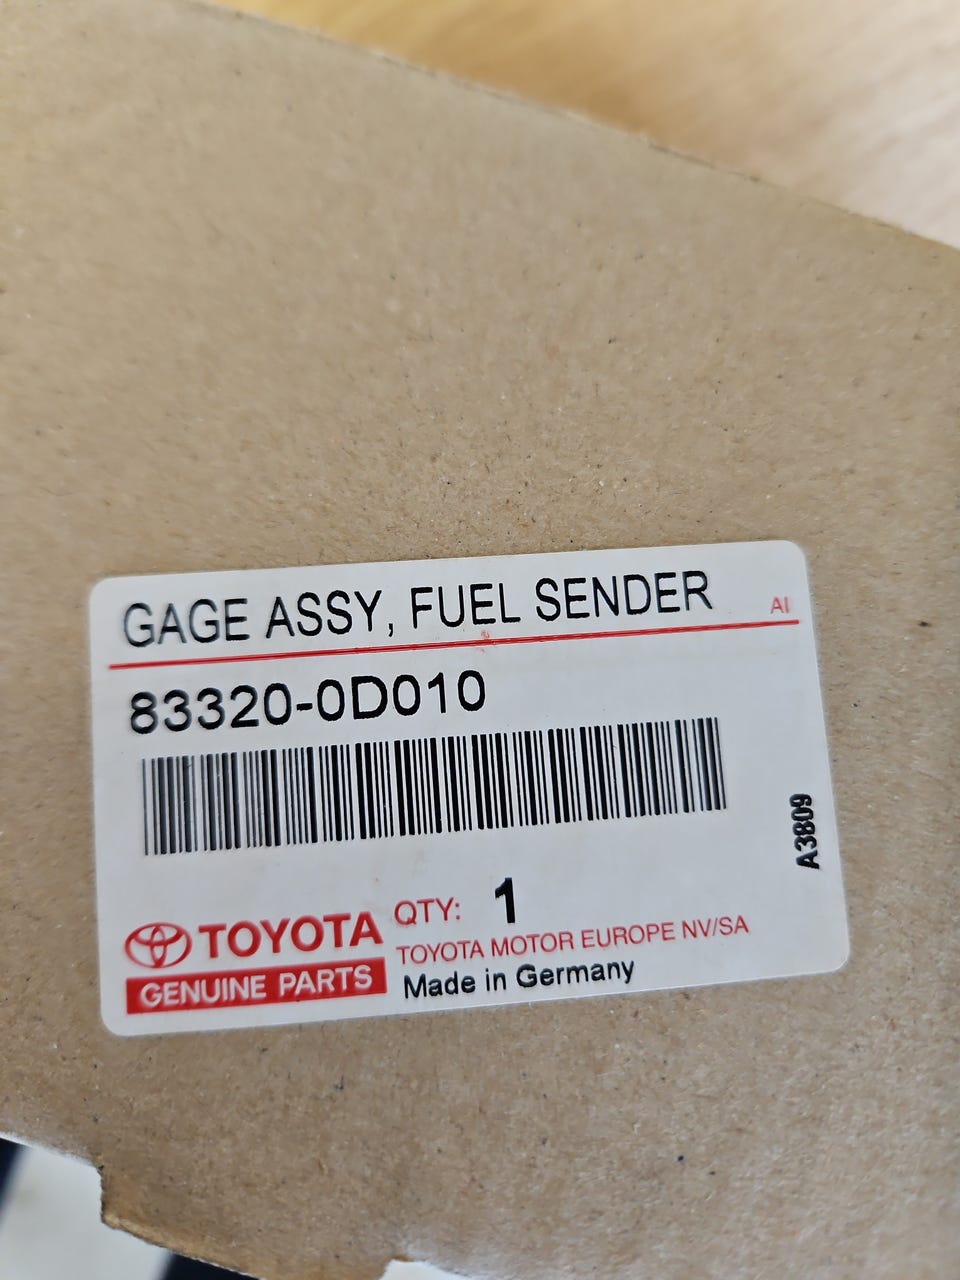 GAGE ASSY, FUEL SENDER
AI
83320-0D010
A3809
QTY: 1
TOYOTA
TOYOTA MOTOR EUROPE NV/SA
GENUINE PARTS
Made in Germany